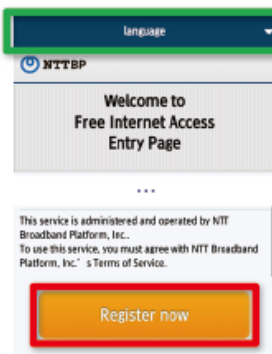 language
NTTBP
Welcome to
Free Internet Access
Entry Page
...
This service is administered and operated by NTT
Broadband Platform, Inc..
To use this service, you must agree with NTT Broadband
Platform, Inc.' s Terms of Service.
Register now